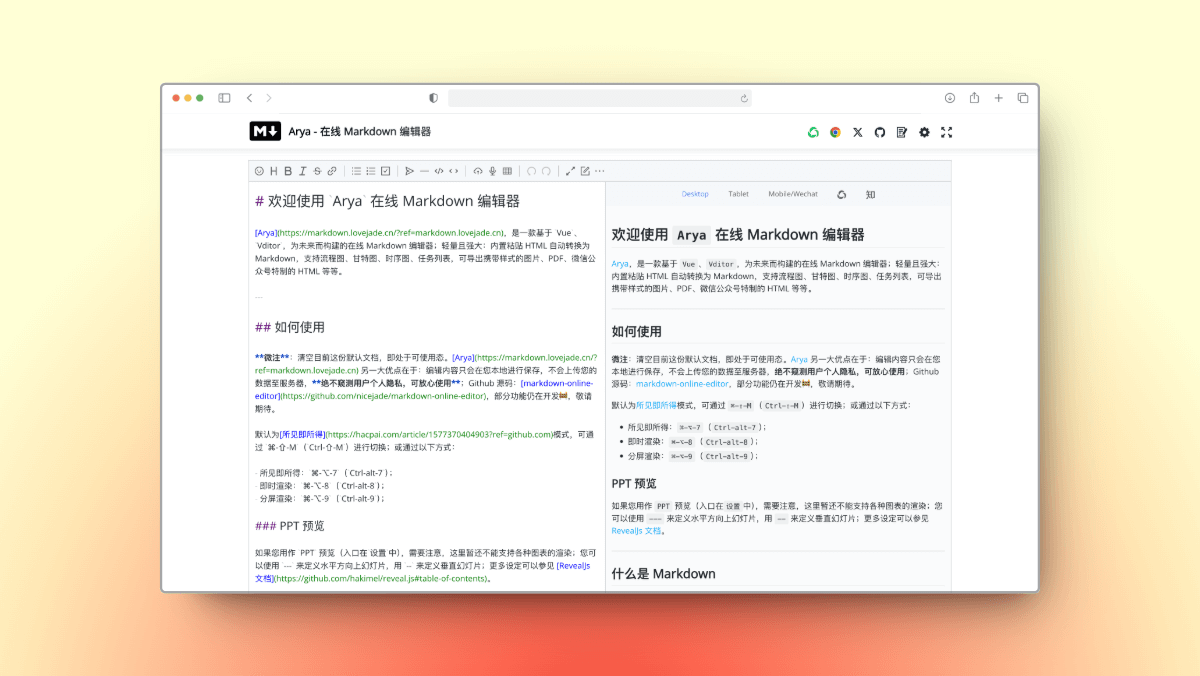 M↓ Arya - 在线 Markdown 编辑器
# 欢迎使用 `Arya` 在线 Markdown 编辑器
[Arya](https://markdown.lovejade.cn/?ref=markdown.lovejade.cn)，是一款基于 `Vue`、
`Vditor`，为未来而构建的在线 Markdown 编辑器；轻量且强大：内置粘贴 HTML 自动转换为
Markdown，支持流程图、甘特图、时序图、任务列表，可导出携带样式的图片、PDF、微信公
众号特制的 HTML 等等。
---
## 如何使用
**微注**：清空目前这份默认文档，即处于可使用态。[Arya](https://markdown.lovejade.cn/?
ref=markdown.lovejade.cn) 另一大优点在于：编辑内容只会在您本地进行保存，不会上传您的
数据至服务器，**绝不窥测用户个人隐私，可放心使用**；Github 源码：[markdown-online-
editor](https://github.com/nicejade/markdown-online-editor)，部分功能仍在开发🚧，敬请
期待。
默认为[所见即所得](https://hacpai.com/article/1577370404903?ref=github.com)模式，可通
过 `⌘-⇧-M`（`Ctrl-⇧-M`）进行切换；或通过以下方式：
- 所见即所得：`⌘-⌥-7`（`Ctrl-alt-7`）；
- 即时渲染：`⌘-⌥-8`（`Ctrl-alt-8`）；
- 分屏渲染：`⌘-⌥-9`（`Ctrl-alt-9`）；
### PPT 预览
如果您用作 `PPT` 预览（入口在`设置`中），需要注意，这里暂还不能支持各种图表的渲染；您可
以使用 `---` 来定义水平方向上幻灯片，用 `--` 来定义垂直幻灯片；更多设定可以参见 [RevealJs
文档](https://github.com/hakimel/reveal.js#table-of-contents)。
Desktop Tablet Mobile/Wechat 知
欢迎使用 Arya 在线 Markdown 编辑器
Arya，是一款基于 Vue、Vditor，为未来而构建的在线 Markdown 编辑器；轻量且强大：
内置粘贴 HTML 自动转换为 Markdown，支持流程图、甘特图、时序图、任务列表，可导出
携带样式的图片、PDF、微信公众号特制的 HTML 等等。
如何使用
微注：清空目前这份默认文档，即处于可使用态。Arya 另一大优点在于：编辑内容只会在您
本地进行保存，不会上传您的数据至服务器，绝不窥测用户个人隐私，可放心使用；Github
源码：markdown-online-editor，部分功能仍在开发🚧，敬请期待。
默认为所见即所得模式，可通过 ⌘-⇧-M（Ctrl-⇧-M）进行切换；或通过以下方式：
• 所见即所得：⌘-⌥-7（Ctrl-alt-7）；
• 即时渲染：⌘-⌥-8（Ctrl-alt-8）；
• 分屏渲染：⌘-⌥-9（Ctrl-alt-9）；
PPT 预览
如果您用作 PPT 预览（入口在 设置 中），需要注意，这里暂还不能支持各种图表的渲染；您
可以使用 --- 来定义水平方向上幻灯片，用 -- 来定义垂直幻灯片；更多设定可以参见
RevealJs 文档。
什么是 Markdown